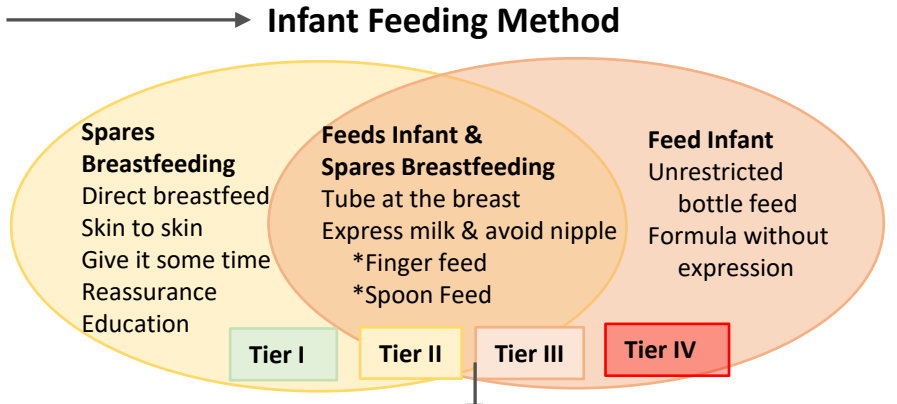 Infant Feeding Method
Spares
Breastfeeding
Direct breastfeed
Skin to skin
Give it some time
Reassurance
Education
Feeds Infant &
Spares Breastfeeding
Tube at the breast
Express milk & avoid nipple
*Finger feed
*Spoon Feed
Feed Infant
Unrestricted
bottle feed
Formula without
expression
Tier I
Tier II
Tier III
Tier IV